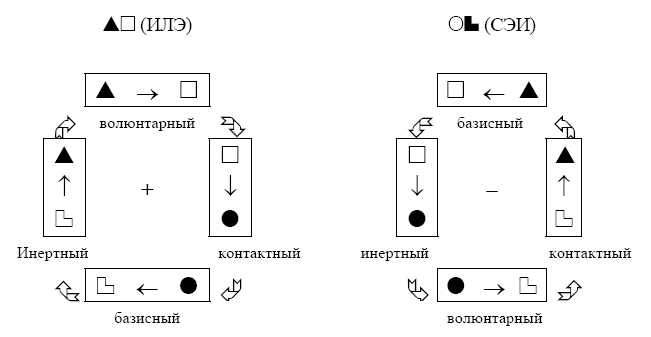 ▲□ (ИЛЭ)
○ (СЭИ)
волюнтарный
базисный
+
–
Инертный
контактный
инертный
контактный
базисный
волюнтарный